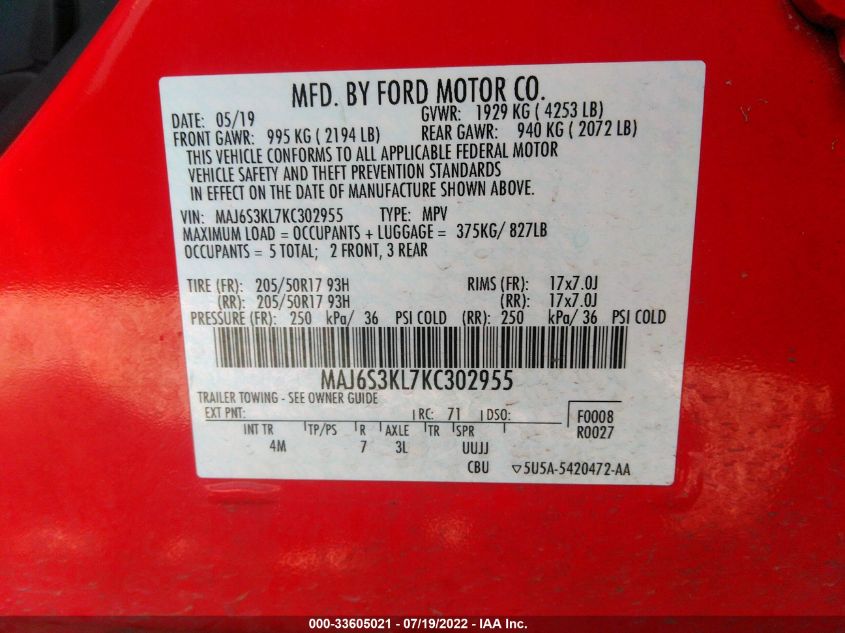 MFD. BY FORD MOTOR CO.
DATE: 05/19 GVWR: 1929 KG ( 4253 LB)
FRONT GAWR: 995 KG ( 2194 LB) REAR GAWR: 940 KG ( 2072 LB)
THIS VEHICLE CONFORMS TO ALL APPLICABLE FEDERAL MOTOR
VEHICLE SAFETY AND THEFT PREVENTION STANDARDS
IN EFFECT ON THE DATE OF MANUFACTURE SHOWN ABOVE.
VIN: MAJ6S3KL7KC302955 TYPE: MPV
MAXIMUM LOAD = OCCUPANTS + LUGGAGE = 375KG/ 827LB
OCCUPANTS = 5 TOTAL; 2 FRONT, 3 REAR
TIRE (FR): 205/50R17 93H RIMS (FR): 17x7.0J
(RR): 205/50R17 93H (RR): 17x7.0J
PRESSURE (FR): 250 kPa/ 36 PSI COLD (RR): 250 kPa/ 36 PSI COLD
MAJ6S3KL7KC302955
TRAILER TOWING - SEE OWNER GUIDE
EXT PNT: RC: 71 DSO: F0008
INT TR TP/PS R AXLE TR SPR R0027
4M 7 3L UUJJ
CBU ▽5U5A-5420472-AA
000-33605021 - 07/19/2022 - IAA Inc.